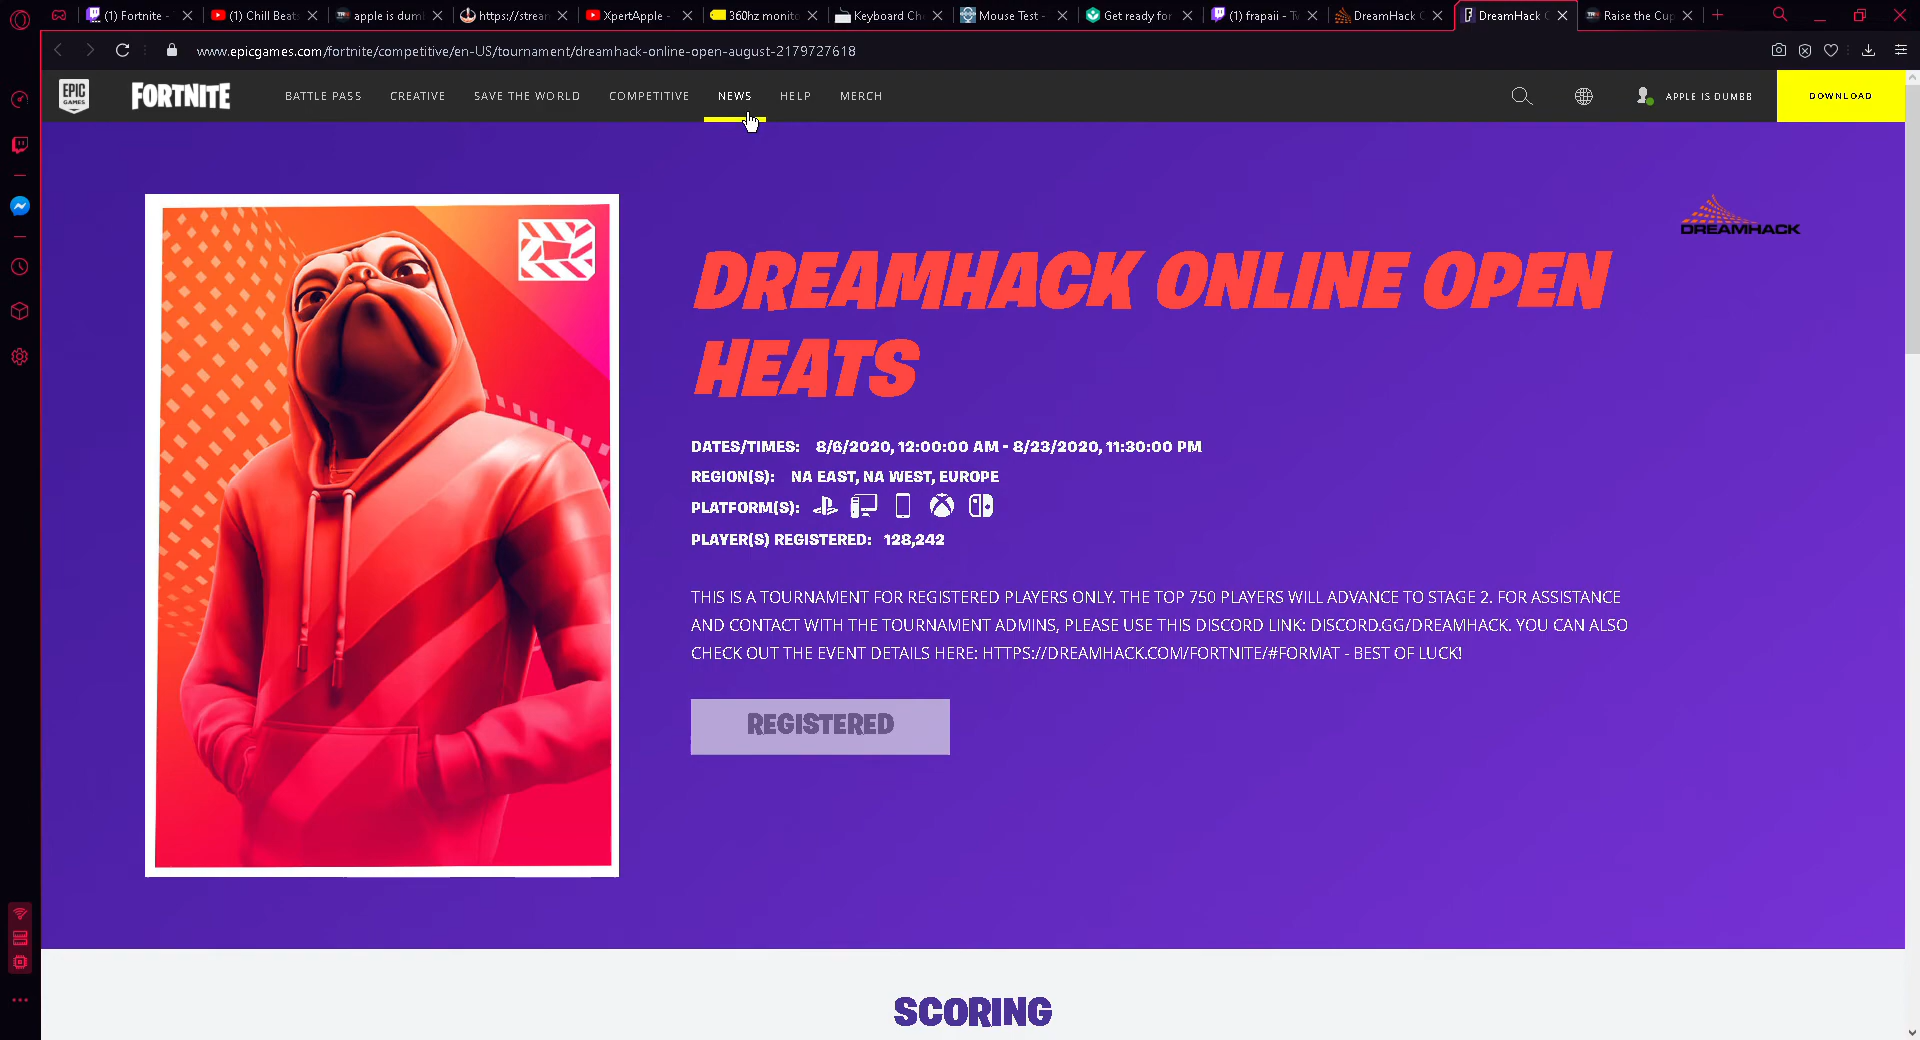 (1) Fortnite -
(1) Chill Beat
apple is dum
https://strean
XpertApple -
360hz monito
Keyboard Ch
Mouse Test -
Get ready for
(1) frapaii - Tw
DreamHack
DreamHack
Raise the Cup
www.epicgames.com/fortnite/competitive/en-US/tournament/dreamhack-online-open-august-2179727618
EPIC GAMES
FORTNITE
BATTLE PASS
CREATIVE
SAVE THE WORLD
COMPETITIVE
NEWS
HELP
MERCH
APPLE IS DUMBB
DOWNLOAD
DREAMHACK
DREAMHACK ONLINE OPEN
HEATS
DATES/TIMES: 8/6/2020, 12:00:00 AM - 8/23/2020, 11:30:00 PM
REGION(S): NA EAST, NA WEST, EUROPE
PLATFORM(S):
PLAYER(S) REGISTERED: 128,242
THIS IS A TOURNAMENT FOR REGISTERED PLAYERS ONLY. THE TOP 750 PLAYERS WILL ADVANCE TO STAGE 2. FOR ASSISTANCE
AND CONTACT WITH THE TOURNAMENT ADMINS, PLEASE USE THIS DISCORD LINK: DISCORD.GG/DREAMHACK. YOU CAN ALSO
CHECK OUT THE EVENT DETAILS HERE: HTTPS://DREAMHACK.COM/FORTNITE/#FORMAT - BEST OF LUCK!
REGISTERED
SCORING